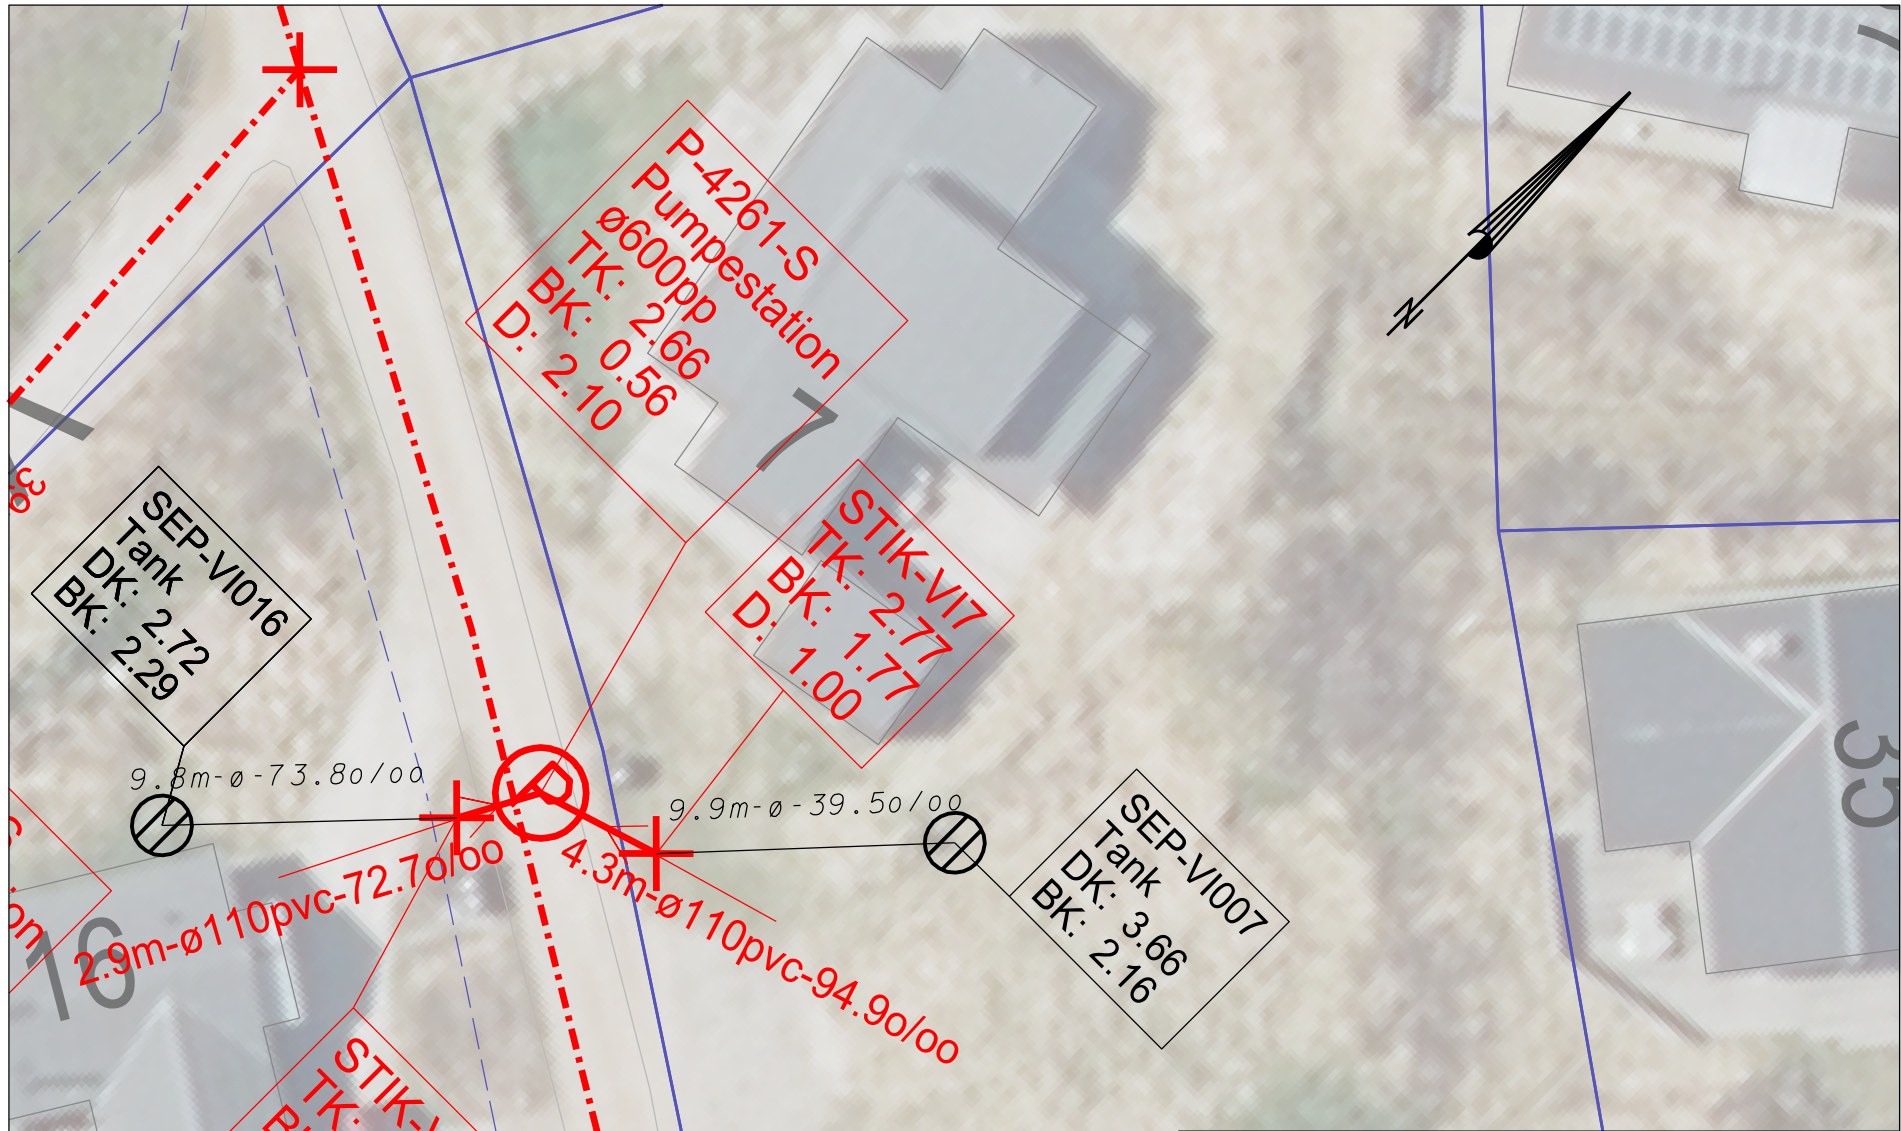 P-4261-S
Pumpestation
ø600pp
TK: 2.66
BK: 0.56
D: 2.10
7
N
STIK-VI7
TK: 2.77
BK: 1.77
D: 1.00
SEP-VI016
Tank
DK: 2.72
BK: 2.29
9.8m-ø-73.8o/oo
9.9m-ø-39.5o/oo
2.9m-ø110pvc-72.7o/oo
4.3m-ø110pvc-94.9o/oo
SEP-VI007
Tank
DK: 3.66
BK: 2.16
35
16
on
STIK-V
TK: